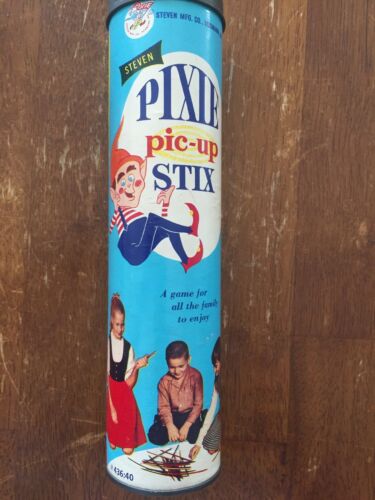 STEVEN MFG. CO.,
STEVEN
PIXIE
pic-up
STIX
A game for
all the family
to enjoy
436:40